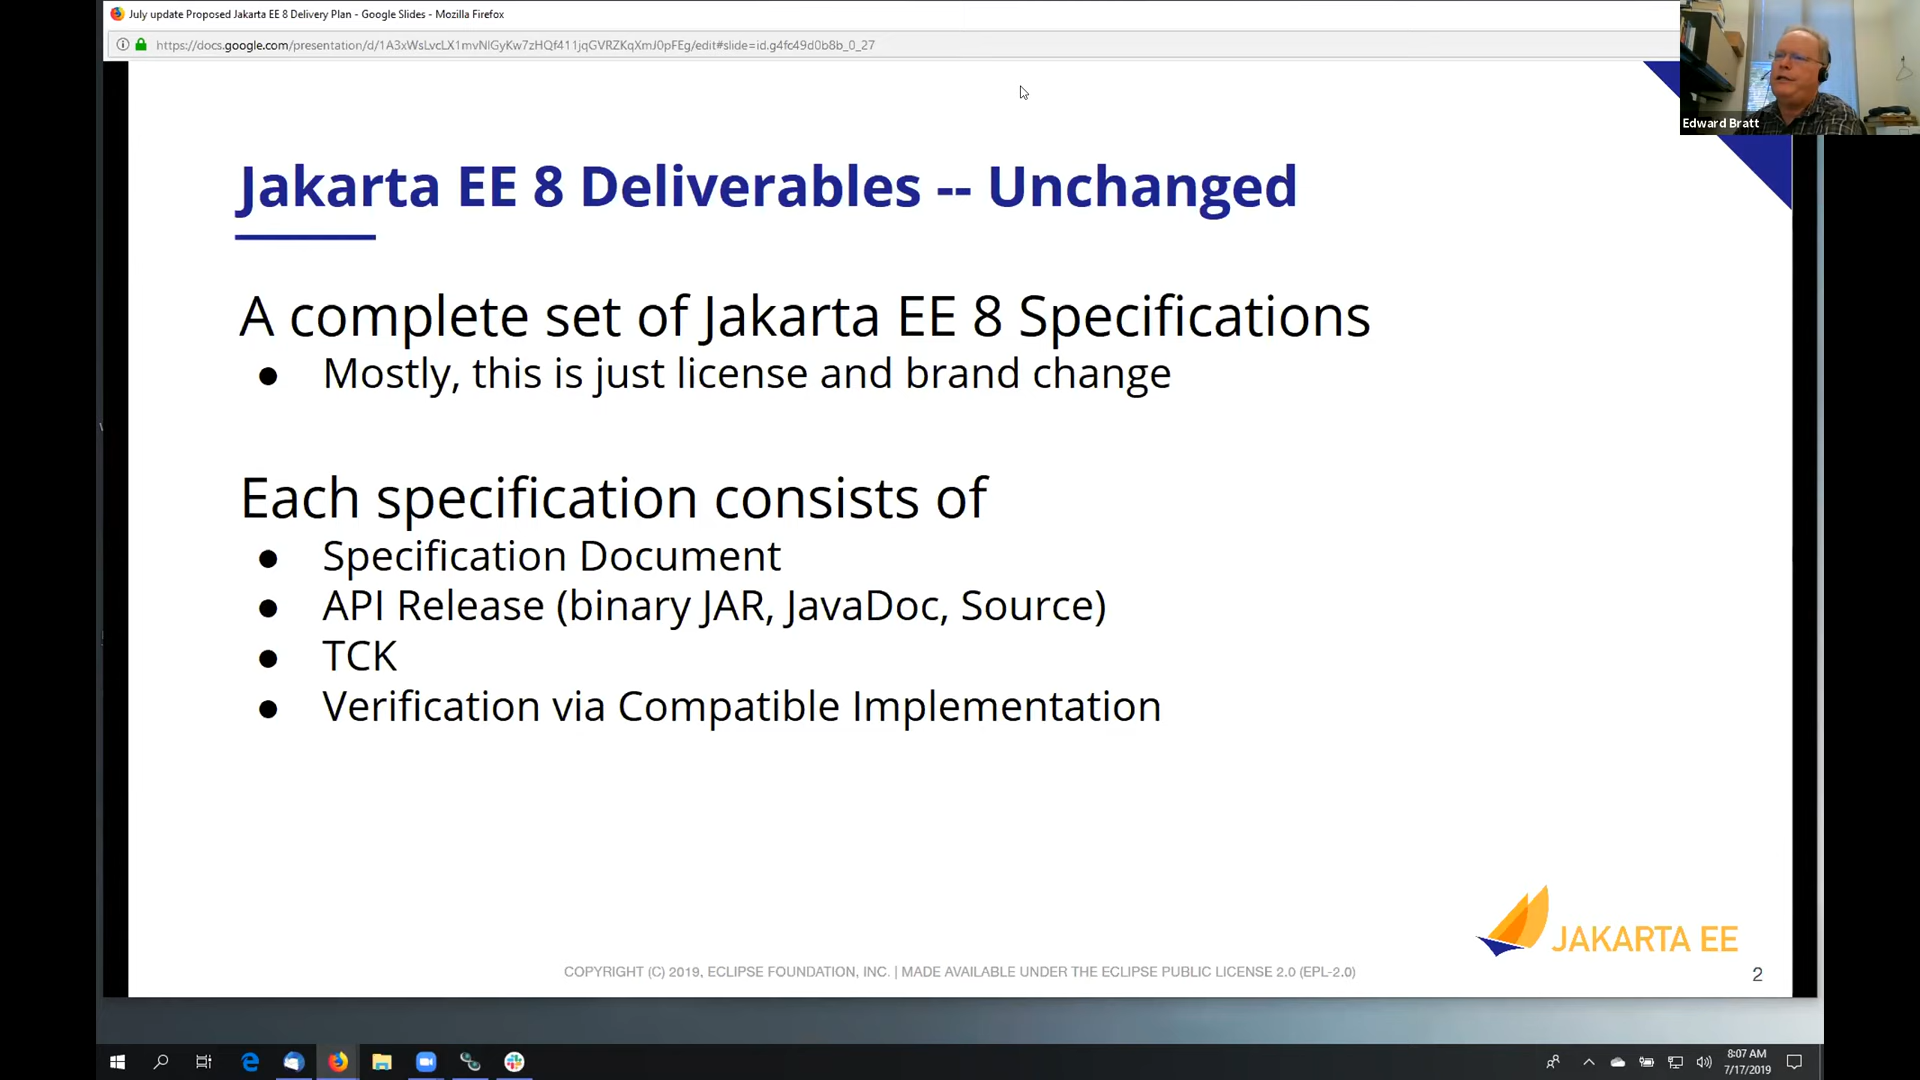 July update Proposed Jakarta EE 8 Delivery Plan - Google Slides - Mozilla Firefox
https://docs.google.com/presentation/d/1A3xWsLvcLX1mvNlGyKw7zHQf411jqGVRZKqXmJ0pFEg/edit#slide=id.g4fc49d0b8b_0_27
Edward Bratt
Jakarta EE 8 Deliverables -- Unchanged
A complete set of Jakarta EE 8 Specifications
● Mostly, this is just license and brand change
Each specification consists of
● Specification Document
● API Release (binary JAR, JavaDoc, Source)
● TCK
● Verification via Compatible Implementation
JAKARTA EE
COPYRIGHT (C) 2019, ECLIPSE FOUNDATION, INC. | MADE AVAILABLE UNDER THE ECLIPSE PUBLIC LICENSE 2.0 (EPL-2.0)
2
8:07 AM
7/17/2019